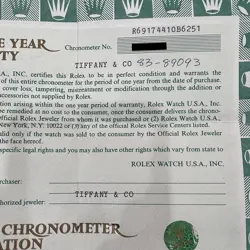 R69174410B6251
E YEAR
Chronometer No.
TY
TIFFANY & CO 83-89093
.S.A., INC. certifies that this Rolex to be in perfect condition and warrants the
of this entire chronometer for the period of one year from the date of purchase.
cover loss, tampering, mistreatment or modification through the addition or
accessories not supplied by Rolex.
tion arising within the one year period of warranty, Rolex Watch U.S.A., Inc.
be remedied at no cost to the consumer, once the consumer delivers the chrono-
Official Rolex Jeweler from whom it was purchased or (2) Rolex Watch U.S.A.,
New York, N.Y. 10022 or (3) any of the official Rolex Service Centers listed.
valid only if the watch was sold to the consumer by the Official Rolex Jeweler
the face hereof.
specific legal rights and you may also have other rights which vary from state to
ROLEX WATCH U.S.A., INC.
urchaser:
TIFFANY & CO
thorized jeweler:
CHRONOMETER
ATION